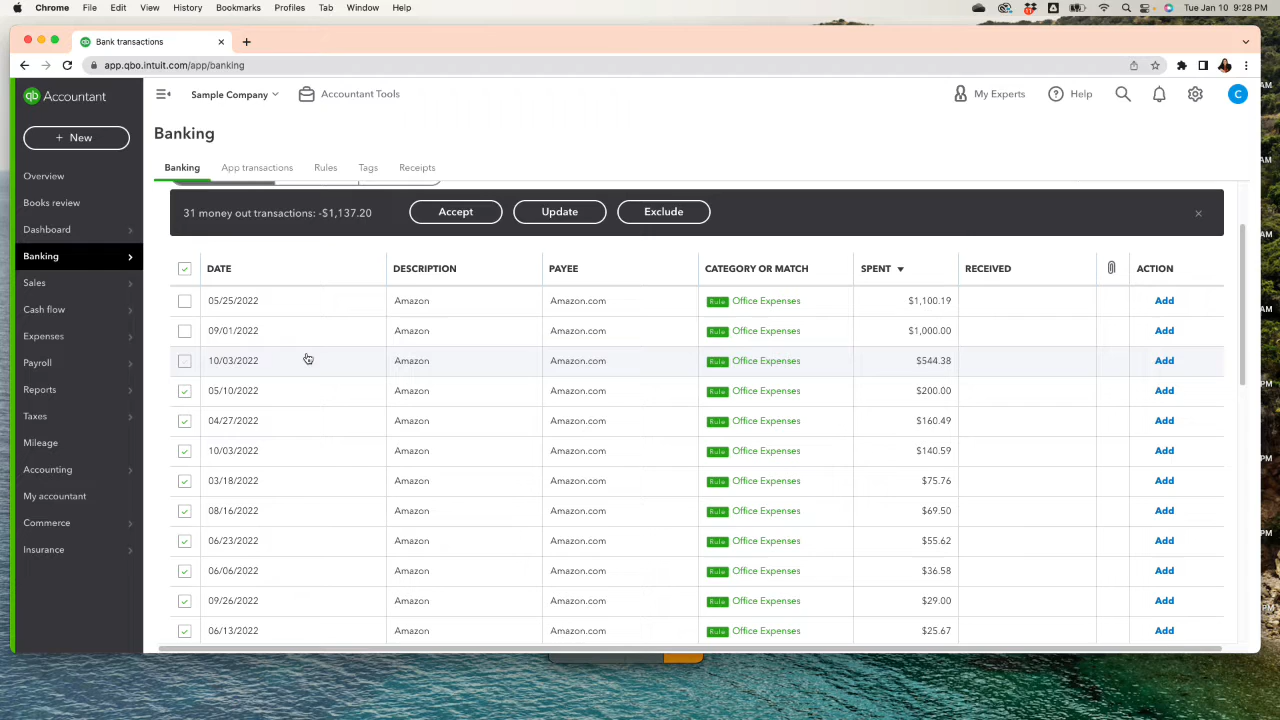 Chrome File Edit View History Bookmarks Profiles Tab Window Help Tue Jan 10 9:28 PM
Bank transactions
app.qbo.intuit.com/app/banking
qb Accountant Sample Company Accountant Tools My Experts Help C
+ New
Banking
Banking App transactions Rules Tags Receipts
Overview
Books review
Dashboard
Banking
Sales
Cash flow
Expenses
Payroll
Reports
Taxes
Mileage
Accounting
My accountant
Commerce
Insurance
31 money out transactions: -$1,137.20 Accept Update Exclude
DATE DESCRIPTION PAYEE CATEGORY OR MATCH SPENT RECEIVED ACTION
05/25/2022 Amazon Amazon.com Rule Office Expenses $1,100.19 Add
09/01/2022 Amazon Amazon.com Rule Office Expenses $1,000.00 Add
10/03/2022 Amazon Amazon.com Rule Office Expenses $544.38 Add
05/10/2022 Amazon Amazon.com Rule Office Expenses $200.00 Add
04/27/2022 Amazon Amazon.com Rule Office Expenses $160.49 Add
10/03/2022 Amazon Amazon.com Rule Office Expenses $140.59 Add
03/18/2022 Amazon Amazon.com Rule Office Expenses $75.76 Add
08/16/2022 Amazon Amazon.com Rule Office Expenses $69.50 Add
06/23/2022 Amazon Amazon.com Rule Office Expenses $55.62 Add
06/06/2022 Amazon Amazon.com Rule Office Expenses $36.58 Add
09/26/2022 Amazon Amazon.com Rule Office Expenses $29.00 Add
06/13/2022 Amazon Amazon.com Rule Office Expenses $25.67 Add
AM
AM
AM
AM
PM
PM
PM
PM